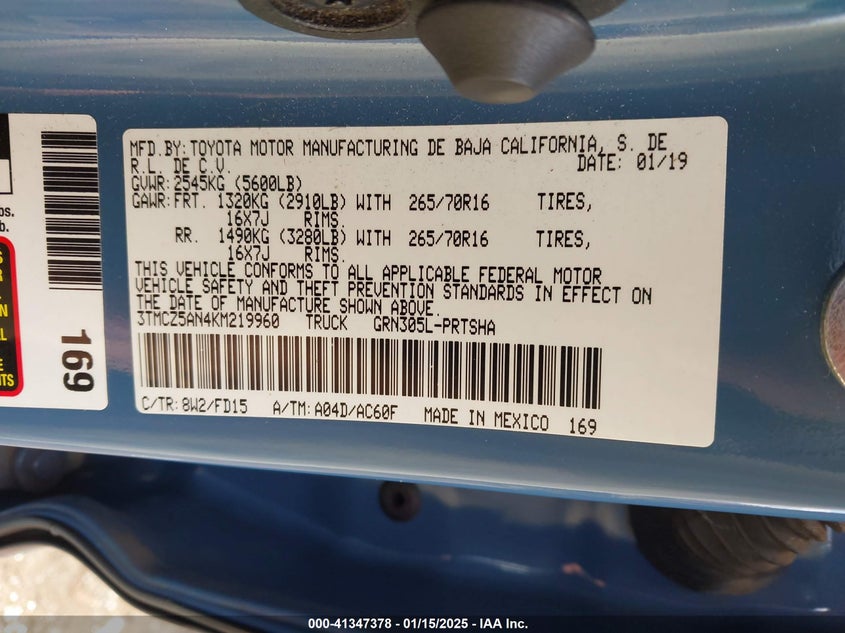 MFD.BY:TOYOTA MOTOR MANUFACTURING DE BAJA CALIFORNIA, S. DE
R.L. DE C.V. DATE: 01/19
GVWR:2545KG (5600LB)
GAWR:FRT. 1320KG (2910LB) WITH 265/70R16 TIRES,
16X7J RIMS.
RR. 1490KG (3280LB) WITH 265/70R16 TIRES,
16X7J RIMS.
THIS VEHICLE CONFORMS TO ALL APPLICABLE FEDERAL MOTOR
VEHICLE SAFETY AND THEFT PREVENTION STANDARDS IN EFFECT ON
THE DATE OF MANUFACTURE SHOWN ABOVE.
3TMCZ5AN4KM219960 TRUCK GRN305L-PRTSHA
C/TR:8W2/FD15 A/TM:A04D/AC60F MADE IN MEXICO 169
169
000-41347378 - 01/15/2025 - IAA Inc.